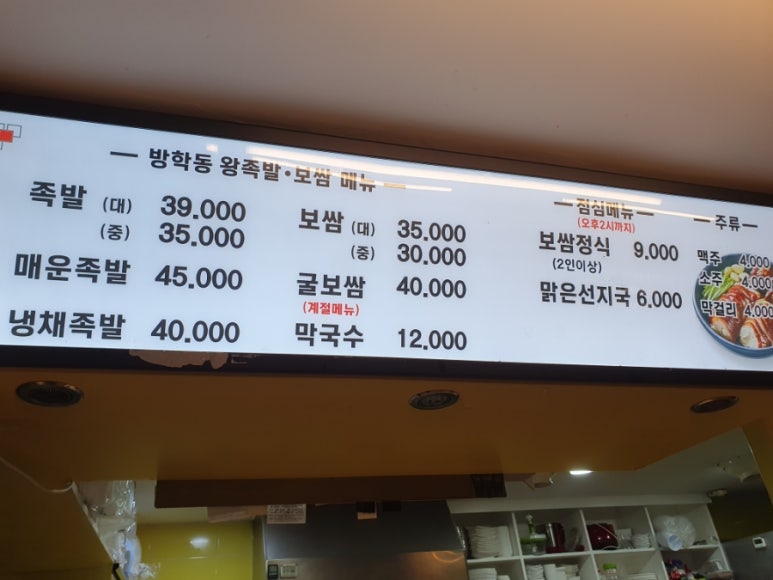 방학동 왕족발·보쌈 메뉴
족발 (대) 39.000
(중) 35.000
매운족발 45.000
냉채족발 40.000
보쌈 (대) 35.000
(중) 30.000
굴보쌈 40.000
(계절메뉴)
막국수 12.000
점심메뉴
(오후2시까지)
보쌈정식 9.000
(2인이상)
맑은선지국 6.000
주류
맥주 4.000
소주 4.000
막걸리 4.000